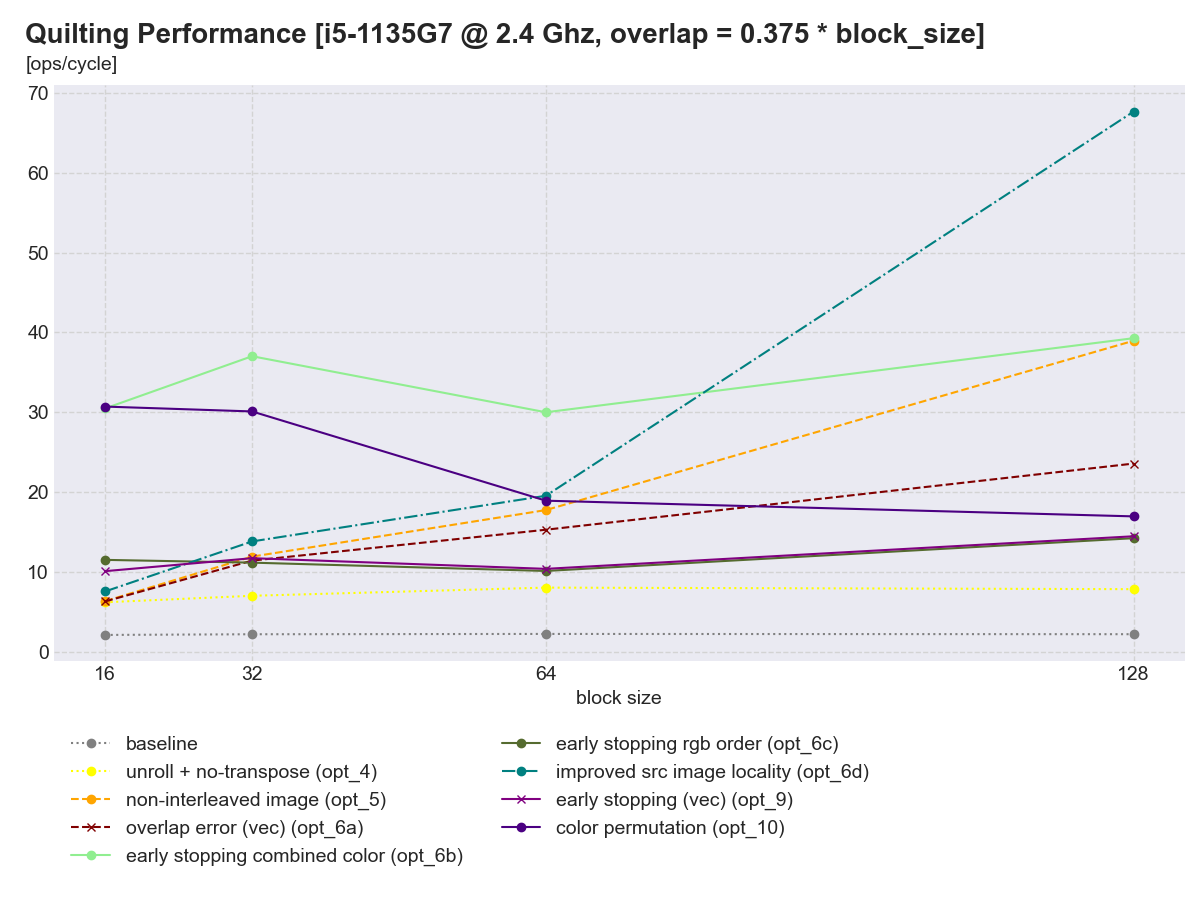 Quilting Performance [i5-1135G7 @ 2.4 Ghz, overlap = 0.375 * block_size]
[ops/cycle]
70
60
50
40
30
20
10
0
16 32 64 128
block size
baseline
unroll + no-transpose (opt_4)
non-interleaved image (opt_5)
overlap error (vec) (opt_6a)
early stopping combined color (opt_6b)
early stopping rgb order (opt_6c)
improved src image locality (opt_6d)
early stopping (vec) (opt_9)
color permutation (opt_10)